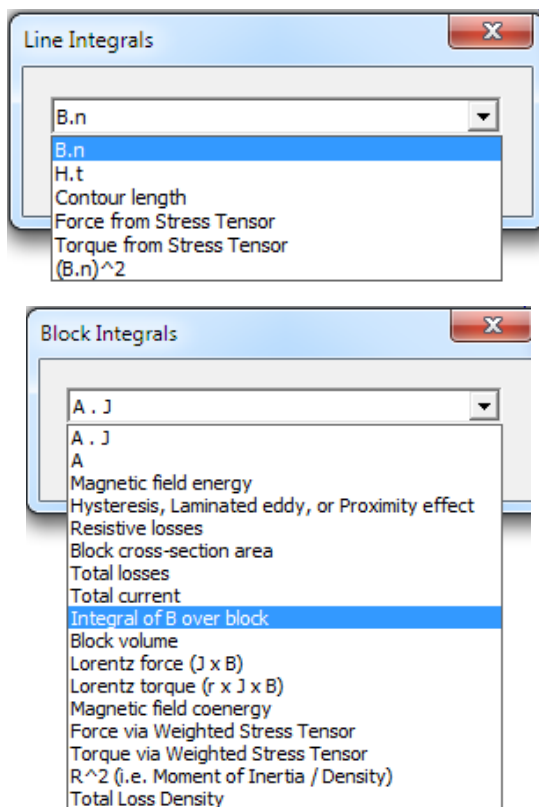 Line Integrals
B.n
B.n
H.t
Contour length
Force from Stress Tensor
Torque from Stress Tensor
(B.n)^2
Block Integrals
A . J
A . J
A
Magnetic field energy
Hysteresis, Laminated eddy, or Proximity effect
Resistive losses
Block cross-section area
Total losses
Total current
Integral of B over block
Block volume
Lorentz force (J x B)
Lorentz torque (r x J x B)
Magnetic field coenergy
Force via Weighted Stress Tensor
Torque via Weighted Stress Tensor
R^2 (i.e. Moment of Inertia / Density)
Total Loss Density